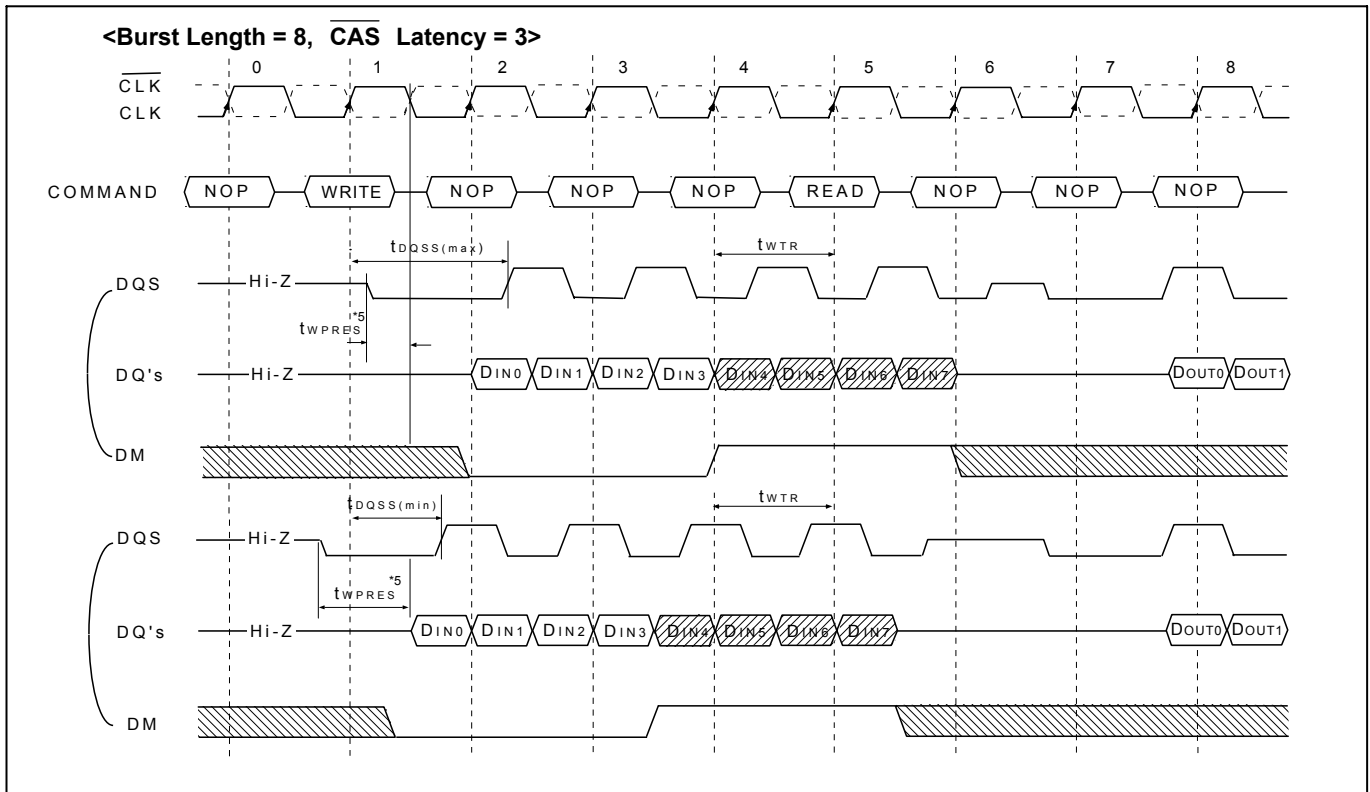 <Burst Length = 8, CAS Latency = 3>
0 1 2 3 4 5 6 7 8
CLK
CLK
COMMAND NOP WRITE NOP NOP NOP READ NOP NOP NOP
tDQSS(max) tWTR
DQS Hi-Z
tWPRES*5
DQ's Hi-Z DIN0 DIN1 DIN2 DIN3 DIN4 DIN5 DIN6 DIN7 DOUT0 DOUT1
DM
tDQSS(min) tWTR
DQS Hi-Z
tWPRES*5
DQ's Hi-Z DIN0 DIN1 DIN2 DIN3 DIN4 DIN5 DIN6 DIN7 DOUT0 DOUT1
DM